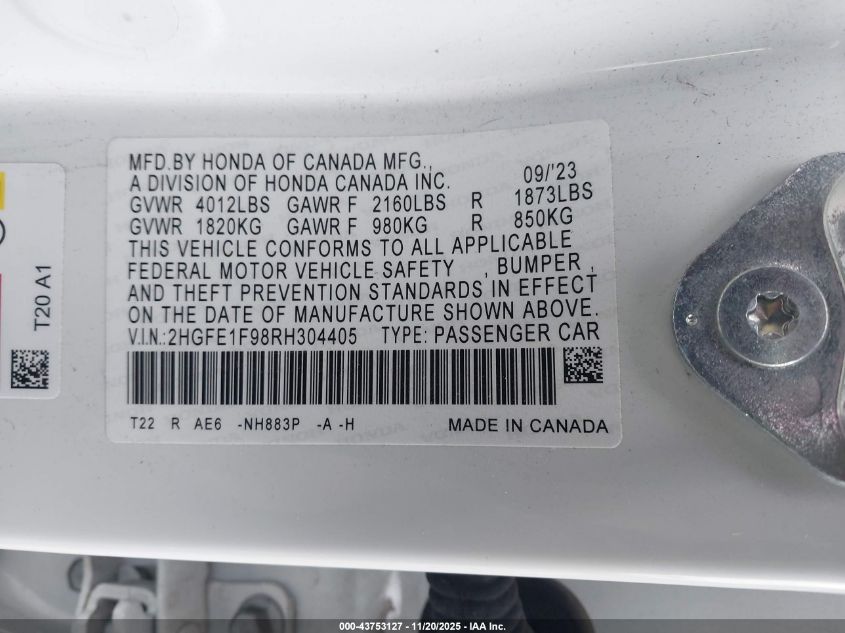 MFD.BY HONDA OF CANADA MFG.,
A DIVISION OF HONDA CANADA INC. 09/'23
GVWR 4012LBS GAWR F 2160LBS R 1873LBS
GVWR 1820KG GAWR F 980KG R 850KG
THIS VEHICLE CONFORMS TO ALL APPLICABLE
FEDERAL MOTOR VEHICLE SAFETY , BUMPER ,
AND THEFT PREVENTION STANDARDS IN EFFECT
ON THE DATE OF MANUFACTURE SHOWN ABOVE.
V.I.N.:2HGFE1F98RH304405 TYPE: PASSENGER CAR
T22 R AE6 -NH883P -A -H MADE IN CANADA
T20 A1
000-43753127 - 11/20/2025 - IAA Inc.